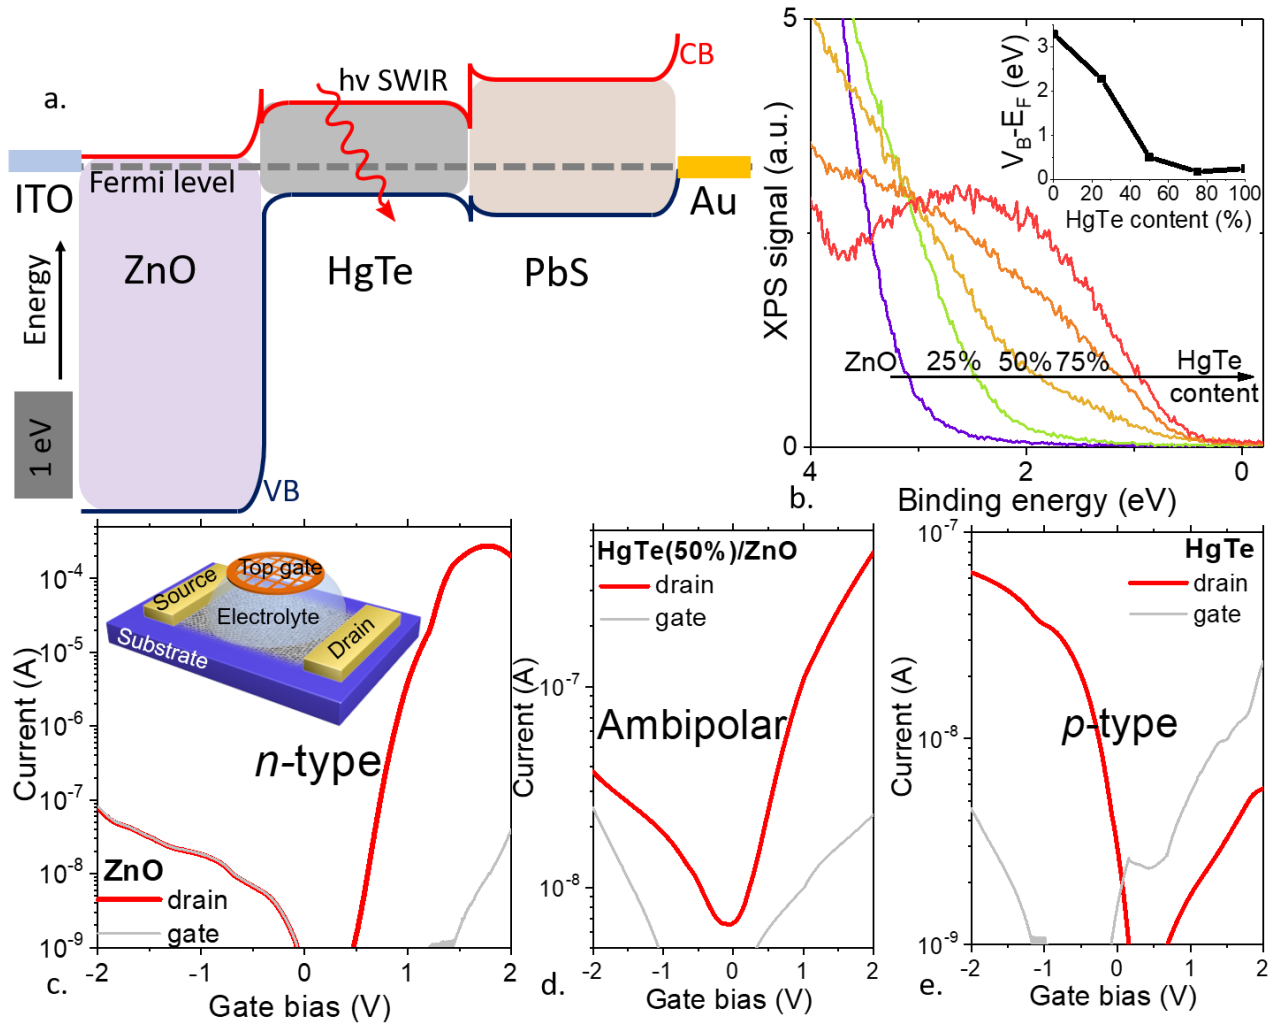 a.
hν SWIR
CB
ITO
Fermi level
Au
ZnO
HgTe
PbS
Energy
1 eV
VB
5
XPS signal (a.u.)
0
4
2
0
b.
Binding energy (eV)
ZnO
25%
50%
75%
HgTe
content
V_B-E_F (eV)
3
2
1
0
0
20
40
60
80
100
HgTe content (%)
Current (A)
10^-4
10^-5
10^-6
10^-7
10^-8
10^-9
Source
Top gate
Electrolyte
Drain
Substrate
n-type
ZnO
drain
gate
-2
-1
0
1
2
c.
Gate bias (V)
HgTe(50%)/ZnO
drain
gate
Current (A)
10^-7
10^-8
Ambipolar
-2
-1
0
1
2
d.
Gate bias (V)
10^-7
10^-8
10^-9
Current (A)
HgTe
drain
gate
p-type
-2
-1
0
1
2
e.
Gate bias (V)